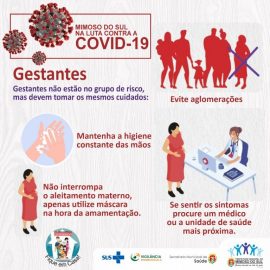 MIMOSO DO SUL
NA LUTA CONTRA A
COVID-19
Gestantes
Gestantes não estão no grupo de risco,
mas devem tomar os mesmos cuidados:
Evite aglomerações
Mantenha a higiene
constante das mãos
Não interrompa
o aleitamento materno,
apenas utilize máscara
na hora da amamentação.
Se sentir os sintomas
procure um médico
ou a unidade de saúde
mais próxima.
Fique em Casa
SUS
VIGILÂNCIA
Secretaria Municipal de
Saúde
MIMOSO DO SUL